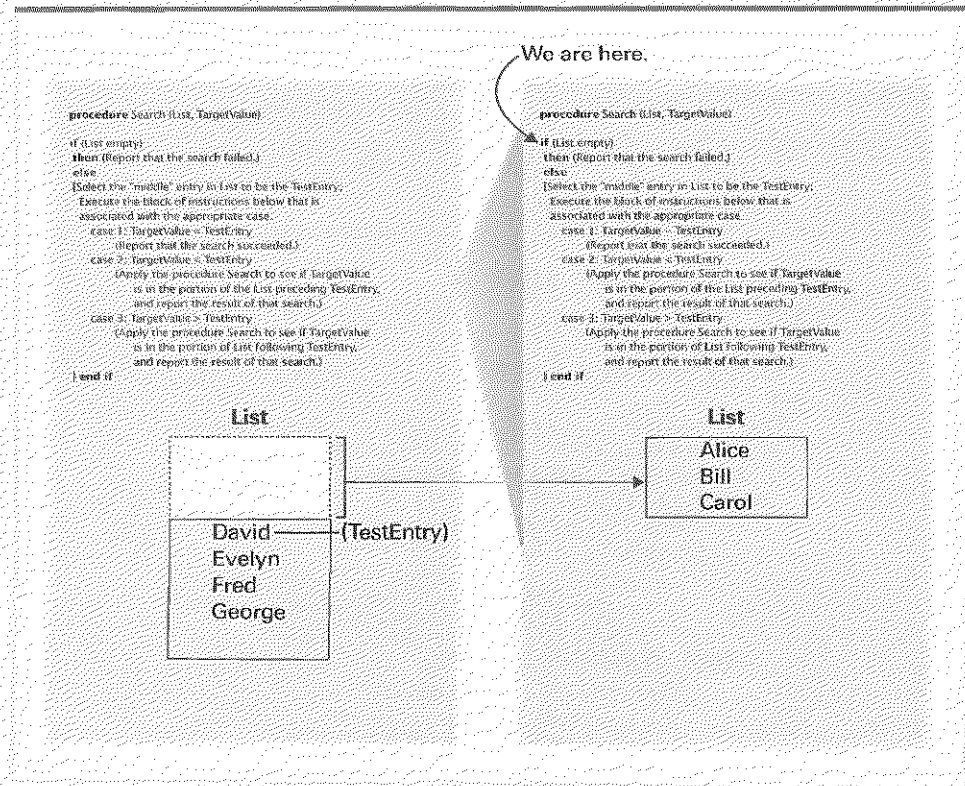 We are here.
procedure Search (List, TargetValue)
if (List empty)
then (Report that the search failed.)
else
[Select the "middle" entry in List to be the TestEntry;
Execute the block of instructions below that is
associated with the appropriate case.
case 1: TargetValue = TestEntry
(Report that the search succeeded.)
case 2: TargetValue < TestEntry
(Apply the procedure Search to see if TargetValue
is in the portion of the List preceding TestEntry,
and report the result of that search.)
case 3: TargetValue > TestEntry
(Apply the procedure Search to see if TargetValue
is in the portion of List following TestEntry,
and report the result of that search.)
] end if
List
David (TestEntry)
Evelyn
Fred
George
procedure Search (List, TargetValue)
if (List empty)
then (Report that the search failed.)
else
[Select the "middle" entry in List to be the TestEntry;
Execute the block of instructions below that is
associated with the appropriate case.
case 1: TargetValue = TestEntry
(Report that the search succeeded.)
case 2: TargetValue < TestEntry
(Apply the procedure Search to see if TargetValue
is in the portion of the List preceding TestEntry,
and report the result of that search.)
case 3: TargetValue > TestEntry
(Apply the procedure Search to see if TargetValue
is in the portion of List following TestEntry,
and report the result of that search.)
] end if
List
Alice
Bill
Carol